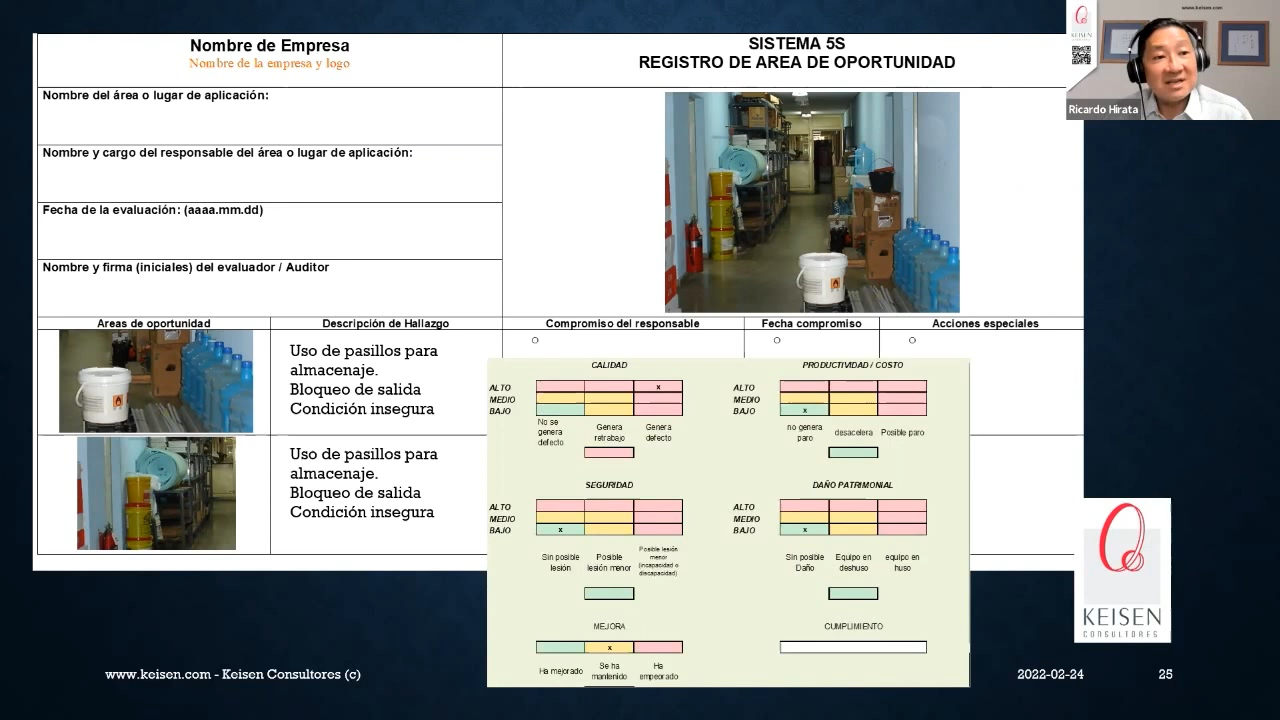 www.keisen.com
KEISEN
Ricardo Hirata
Nombre de Empresa
Nombre de la empresa y logo
SISTEMA 5S
REGISTRO DE AREA DE OPORTUNIDAD
Nombre del área o lugar de aplicación:
Nombre y cargo del responsable del área o lugar de aplicación:
Fecha de la evaluación: (aaaa.mm.dd)
Nombre y firma (iniciales) del evaluador / Auditor
Areas de oportunidad
Descripción de Hallazgo
Compromiso del responsable
Fecha compromiso
Acciones especiales
Uso de pasillos para
almacenaje.
Bloqueo de salida
Condición insegura
Uso de pasillos para
almacenaje.
Bloqueo de salida
Condición insegura
CALIDAD
ALTO
x
MEDIO
BAJO
No se
genera
defecto
Genera
retrabajo
Genera
defecto
PRODUCTIVIDAD / COSTO
ALTO
MEDIO
BAJO
x
no genera
paro
desacelera
Posible paro
SEGURIDAD
ALTO
MEDIO
BAJO
x
Sin posible
lesión
Posible
lesión menor
Posible lesión
menor
(incapacidad o
discapacidad)
DAÑO PATRIMONIAL
ALTO
MEDIO
BAJO
x
Sin posible
Daño
Equipo en
deshuso
equipo en
huso
MEJORA
x
Ha mejorado
Se ha
mantenido
Ha
empeorado
CUMPLIMIENTO
KEISEN
CONSULTORES
www.keisen.com - Keisen Consultores (c)
2022-02-24
25